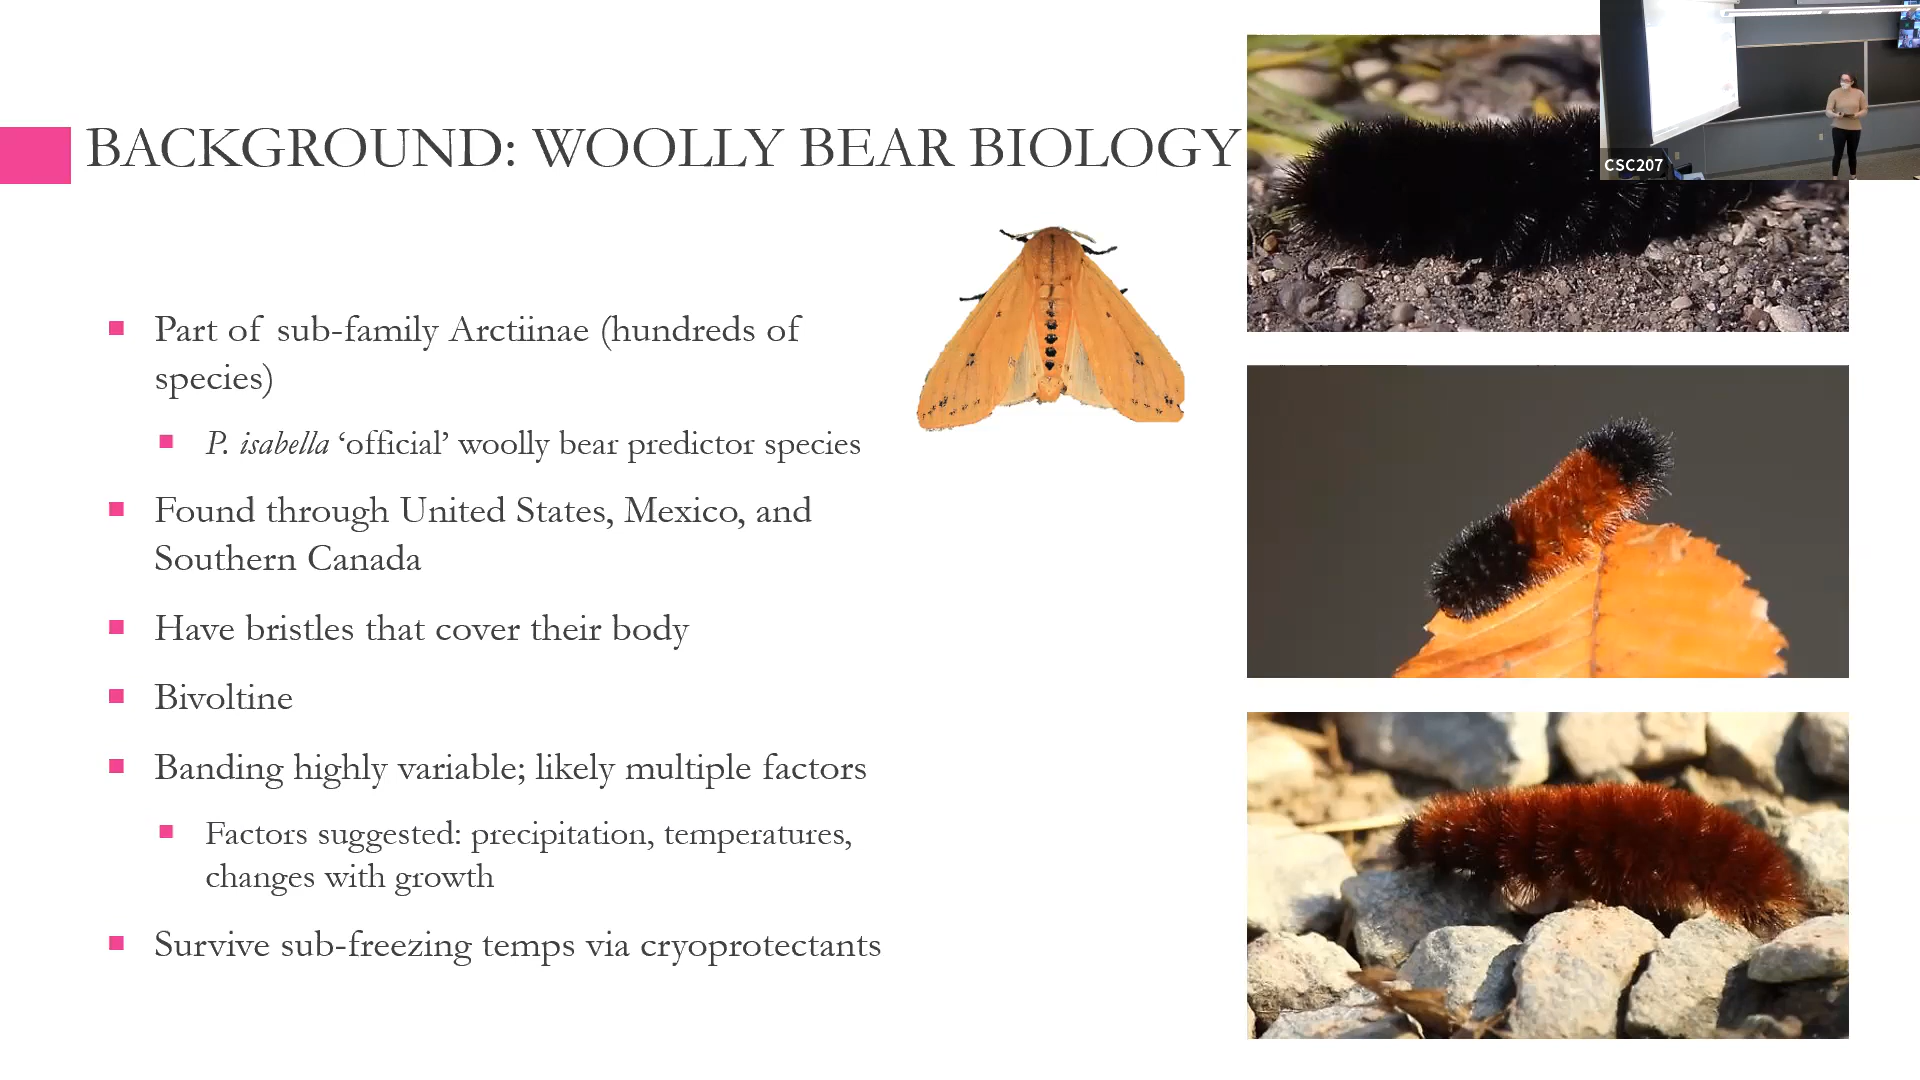 BACKGROUND: WOOLLY BEAR BIOLOGY
CSC207
Part of sub-family Arctiinae (hundreds of
species)
P. isabella ‘official’ woolly bear predictor species
Found through United States, Mexico, and
Southern Canada
Have bristles that cover their body
Bivoltine
Banding highly variable; likely multiple factors
Factors suggested: precipitation, temperatures,
changes with growth
Survive sub-freezing temps via cryoprotectants